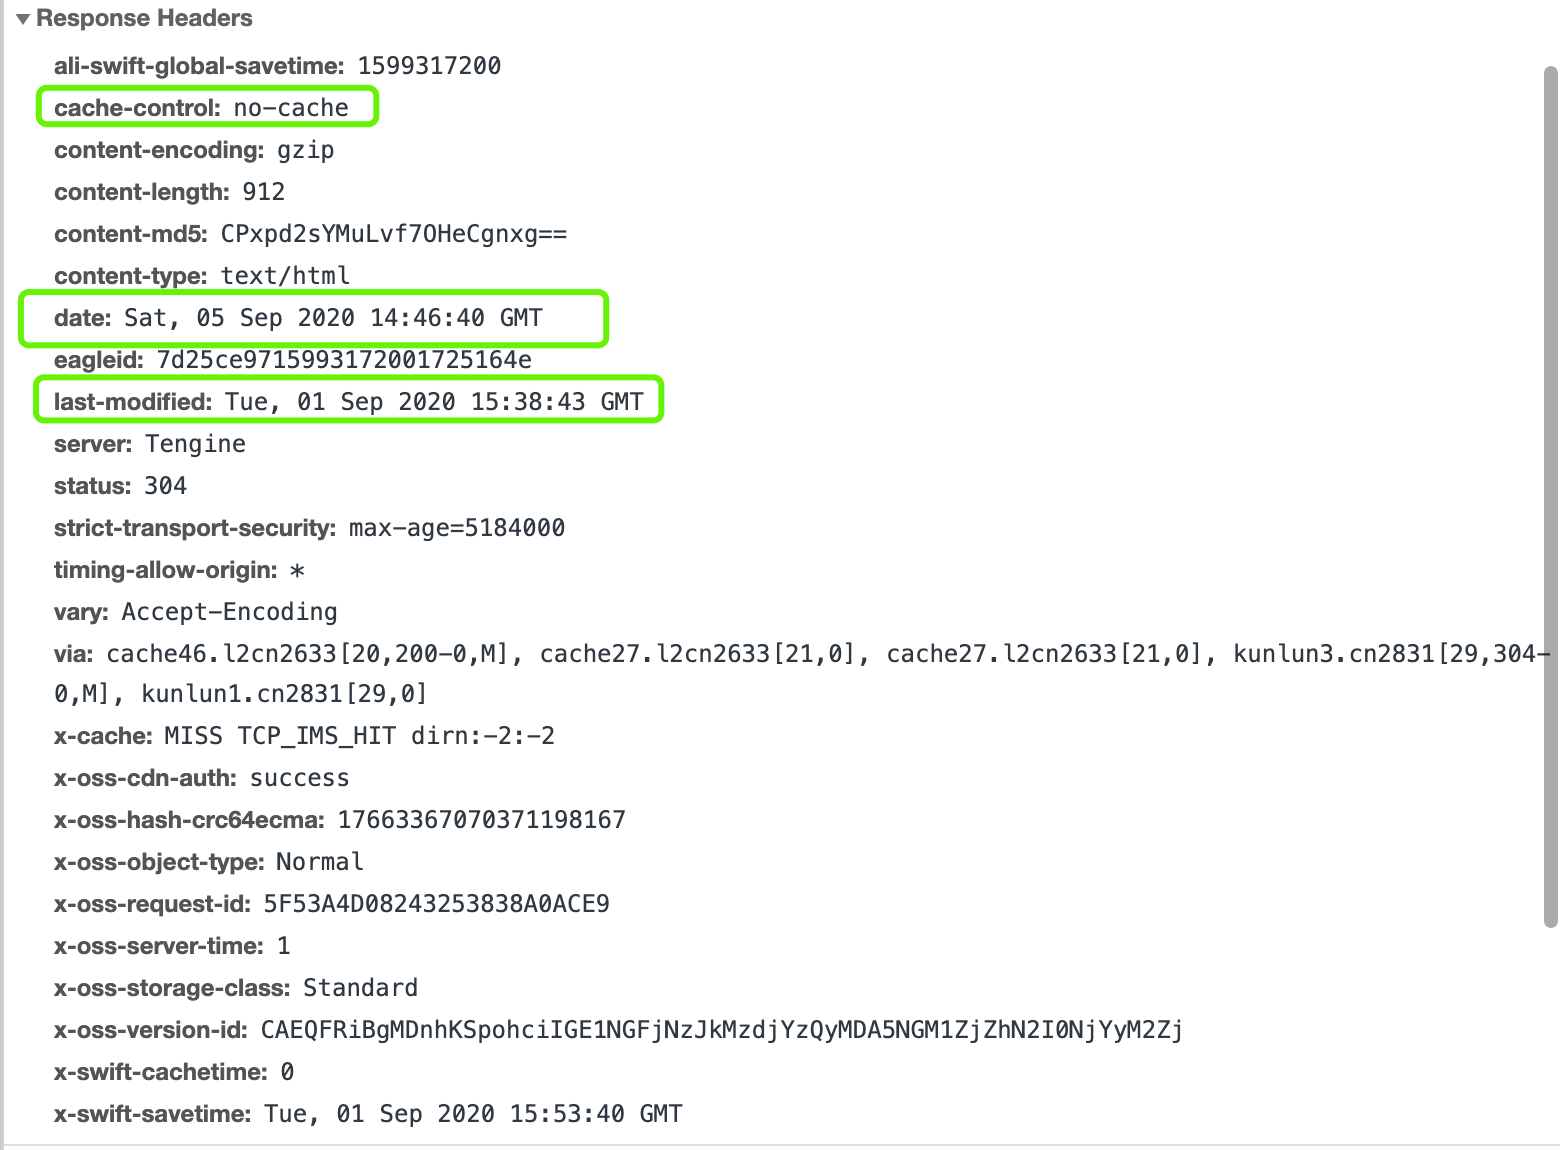 Response Headers
ali-swift-global-savetime: 1599317200
cache-control: no-cache
content-encoding: gzip
content-length: 912
content-md5: CPxpd2sYMuLvf7OHeCgnxg==
content-type: text/html
date: Sat, 05 Sep 2020 14:46:40 GMT
eagleid: 7d25ce9715993172001725164e
last-modified: Tue, 01 Sep 2020 15:38:43 GMT
server: Tengine
status: 304
strict-transport-security: max-age=5184000
timing-allow-origin: *
vary: Accept-Encoding
via: cache46.l2cn2633[20,200-0,M], cache27.l2cn2633[21,0], cache27.l2cn2633[21,0], kunlun3.cn2831[29,304-
0,M], kunlun1.cn2831[29,0]
x-cache: MISS TCP_IMS_HIT dirn:-2:-2
x-oss-cdn-auth: success
x-oss-hash-crc64ecma: 17663367070371198167
x-oss-object-type: Normal
x-oss-request-id: 5F53A4D08243253838A0ACE9
x-oss-server-time: 1
x-oss-storage-class: Standard
x-oss-version-id: CAEQFRiBgMDnhKSpohciIGE1NGFjNzJkMzdjYzQyMDA5NGM1ZjZhN2I0NjYyM2Zj
x-swift-cachetime: 0
x-swift-savetime: Tue, 01 Sep 2020 15:53:40 GMT